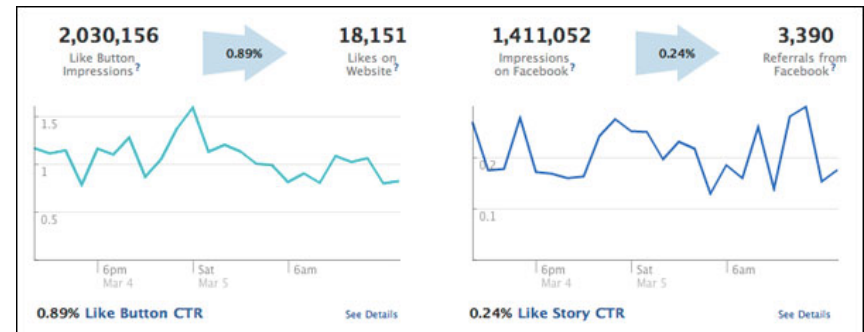 2,030,156
Like Button
Impressions?
0.89%
18,151
Likes on
Website?
1,411,052
Impressions
on Facebook?
0.24%
3,390
Referrals from
Facebook?
1.5
1
0.5
6pm
Mar 4
Sat
Mar 5
6am
0.2
0.1
6pm
Mar 4
Sat
Mar 5
6am
0.89% Like Button CTR
See Details
0.24% Like Story CTR
See Details